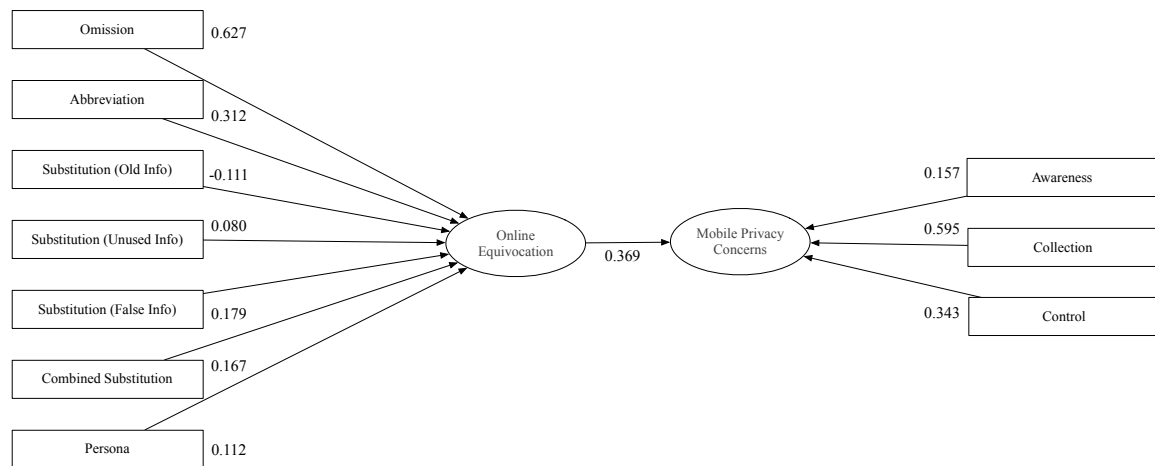 Omission
0.627
Abbreviation
0.312
Substitution (Old Info)
-0.111
Substitution (Unused Info)
0.080
Substitution (False Info)
0.179
Combined Substitution
0.167
Persona
0.112
Online
Equivocation
0.369
Mobile Privacy
Concerns
0.157
Awareness
0.595
Collection
0.343
Control